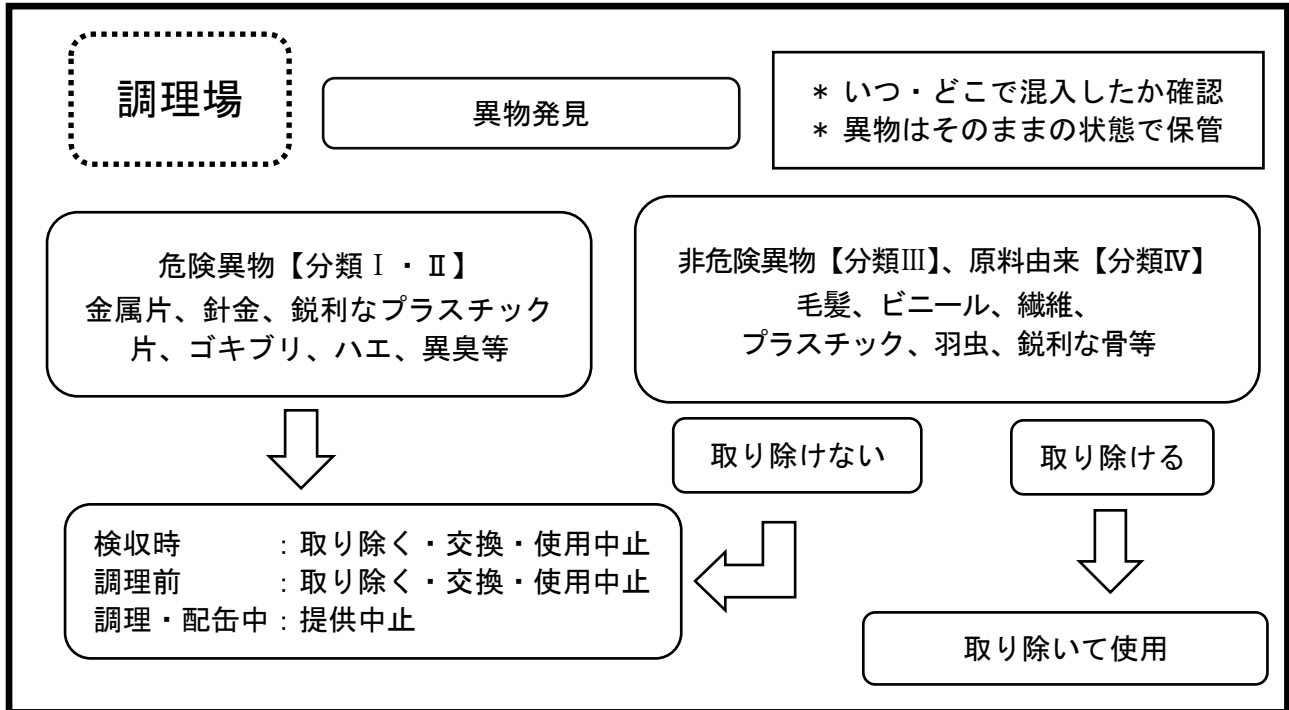 調理場
異物発見
* いつ・どこで混入したか確認
* 異物はそのままの状態で保管
危険異物【分類Ⅰ・Ⅱ】
金属片、針金、鋭利なプラスチック
片、ゴキブリ、ハエ、異臭等
非危険異物【分類Ⅲ】、原料由来【分類Ⅳ】
毛髪、ビニール、繊維、
プラスチック、羽虫、鋭利な骨等
取り除けない
取り除ける
検収時 : 取り除く・交換・使用中止
調理前 : 取り除く・交換・使用中止
調理・配缶中 : 提供中止
取り除いて使用